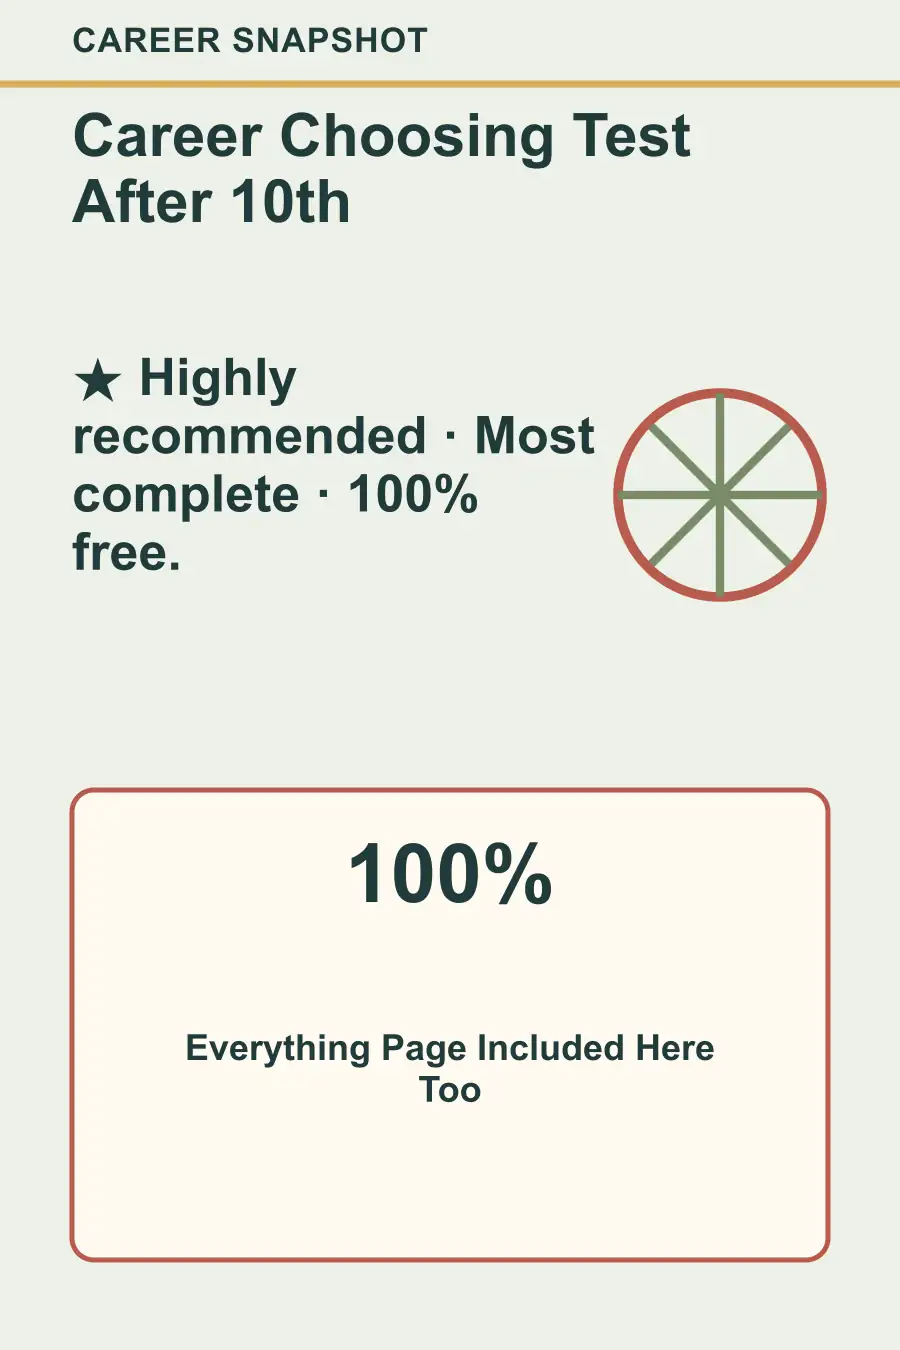 CAREER SNAPSHOT
Career Choosing Test
After 10th
★ Highly
recommended · Most
complete · 100%
free.
100%
Everything Page Included Here
Too